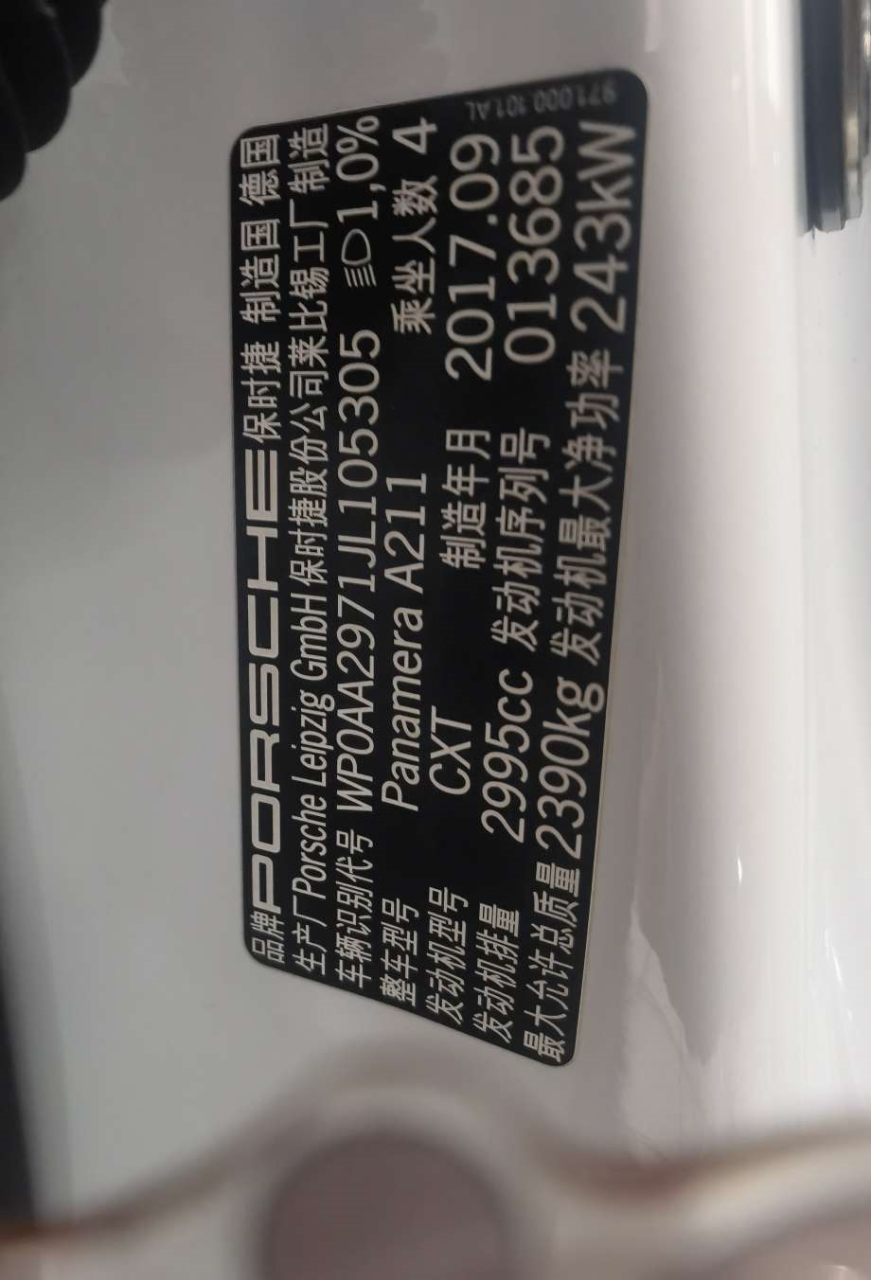 971.000.101 AL
品牌 PORSCHE 保时捷 制造国 德国
生产厂 Porsche Leipzig GmbH 保时捷股份公司莱比锡工厂制造
车辆识别代号 WP0AA2971JL105305 1,0%
整车型号 Panamera A211 乘坐人数 4
发动机型号 CXT 制造年月 2017.09
发动机排量 2995cc 发动机序列号 013685
最大允许总质量 2390kg 发动机最大净功率 243kW